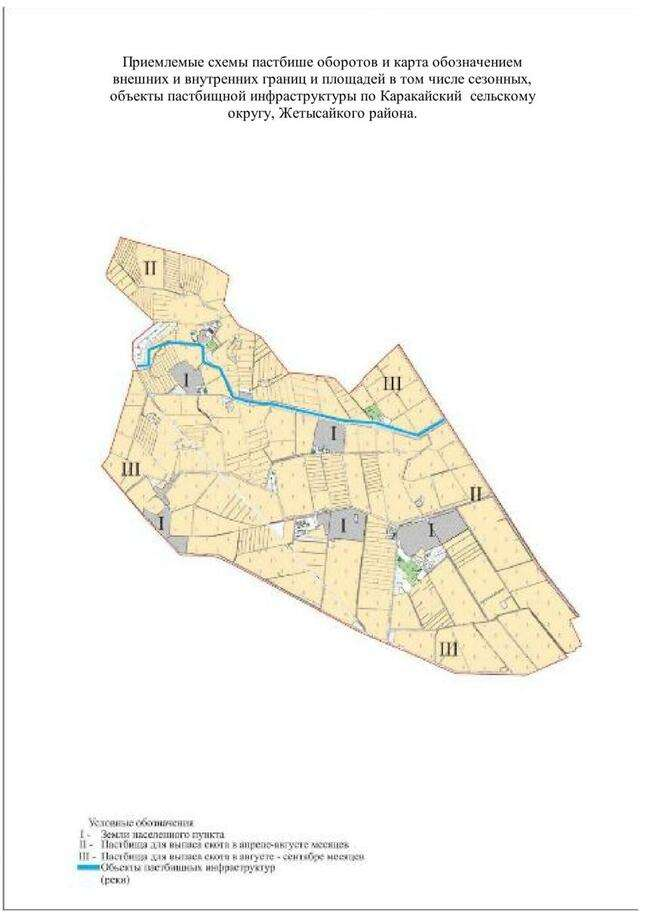 Приемлемые схемы пастбише оборотов и карта обозначением
внешних и внутренних границ и площадей в том числе сезонных,
объекты пастбищной инфраструктуры по Каракайский сельскому
округу, Жетысайкого района.
II
III
I
I
III
II
I
I
I
III
Условные обозначения
I - Земли населенного пункта
II - Пастбища для выпаса скота в апреле-августе месяцев
III - Пастбища для выпаса скота в августе - сентябре месяцев
Объекты пастбищных инфраструктур
(реки)